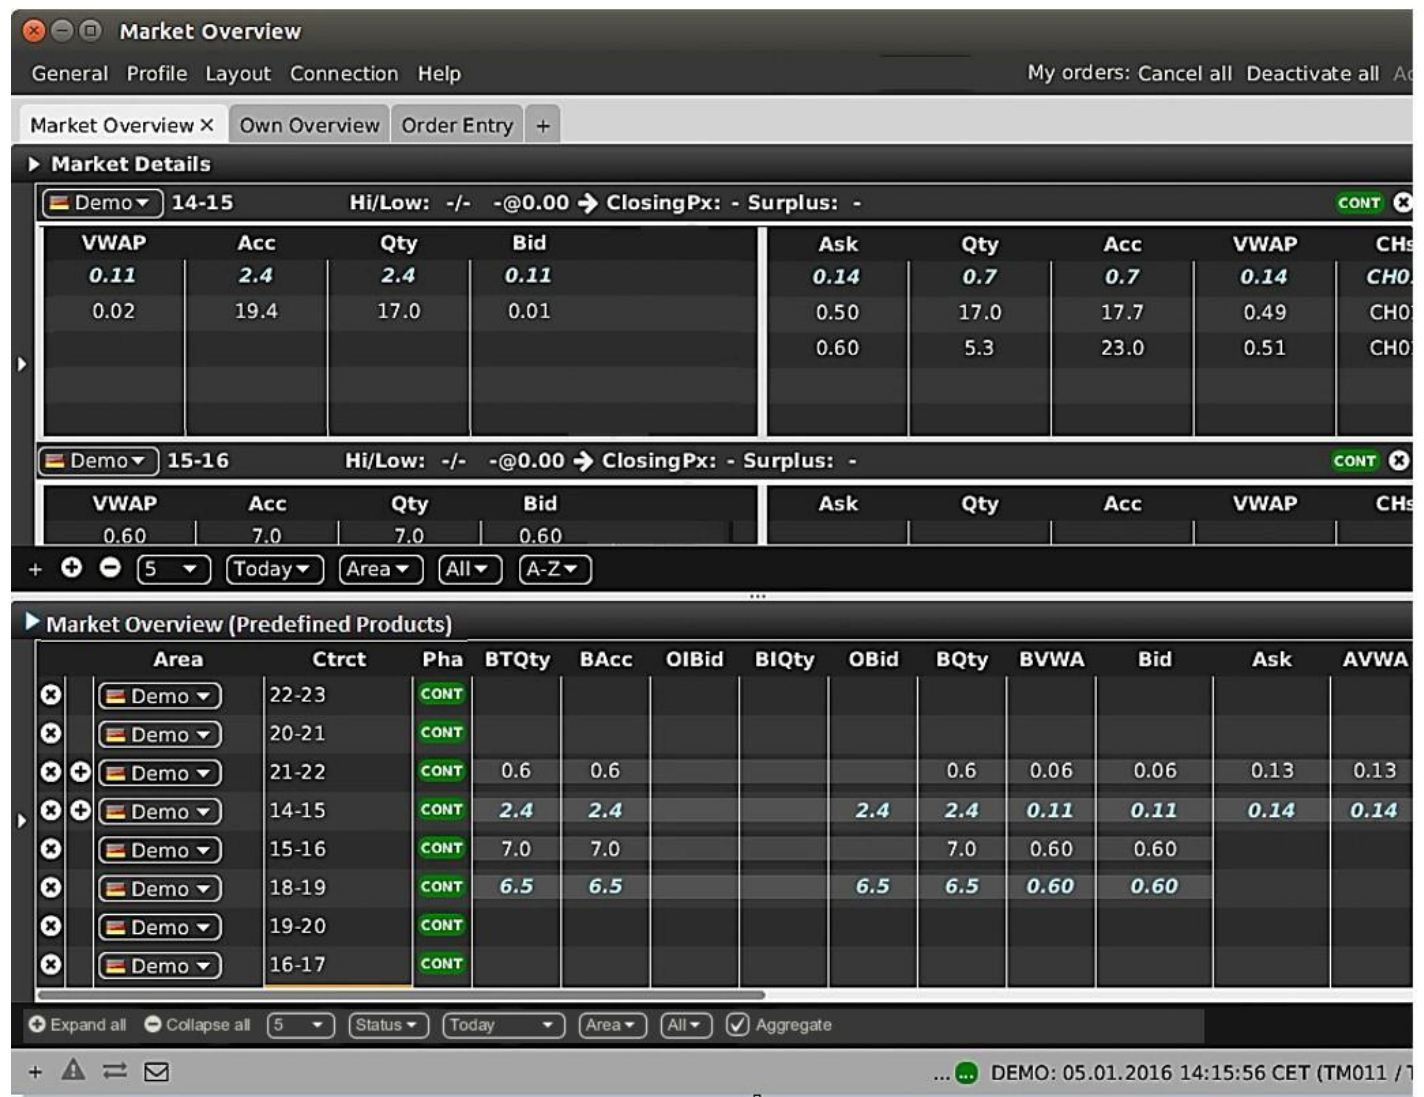 Market Overview
General Profile Layout Connection Help My orders: Cancel all Deactivate all
Market Overview × Own Overview Order Entry +
Market Details
Demo 14-15 Hi/Low: -/- -@0.00 → ClosingPx: - Surplus: - CONT
VWAP Acc Qty Bid Ask Qty Acc VWAP CHs
0.11 2.4 2.4 0.11 0.14 0.7 0.7 0.14 CH0
0.02 19.4 17.0 0.01 0.50 17.0 17.7 0.49 CH0
0.60 5.3 23.0 0.51 CH0
Demo 15-16 Hi/Low: -/- -@0.00 → ClosingPx: - Surplus: - CONT
VWAP Acc Qty Bid Ask Qty Acc VWAP CHs
0.60 7.0 7.0 0.60
+ 5 Today Area All A-Z
Market Overview (Predefined Products)
Area Ctrct Pha BTQty BAcc OIBid BIQty OBid BQty BVWA Bid Ask AVWA
Demo 22-23 CONT
Demo 20-21 CONT
Demo 21-22 CONT 0.6 0.6 0.6 0.06 0.06 0.13 0.13
Demo 14-15 CONT 2.4 2.4 2.4 2.4 0.11 0.11 0.14 0.14
Demo 15-16 CONT 7.0 7.0 7.0 0.60 0.60
Demo 18-19 CONT 6.5 6.5 6.5 6.5 0.60 0.60
Demo 19-20 CONT
Demo 16-17 CONT
Expand all Collapse all 5 Status Today Area All Aggregate
+ ... DEMO: 05.01.2016 14:15:56 CET (TM011 /